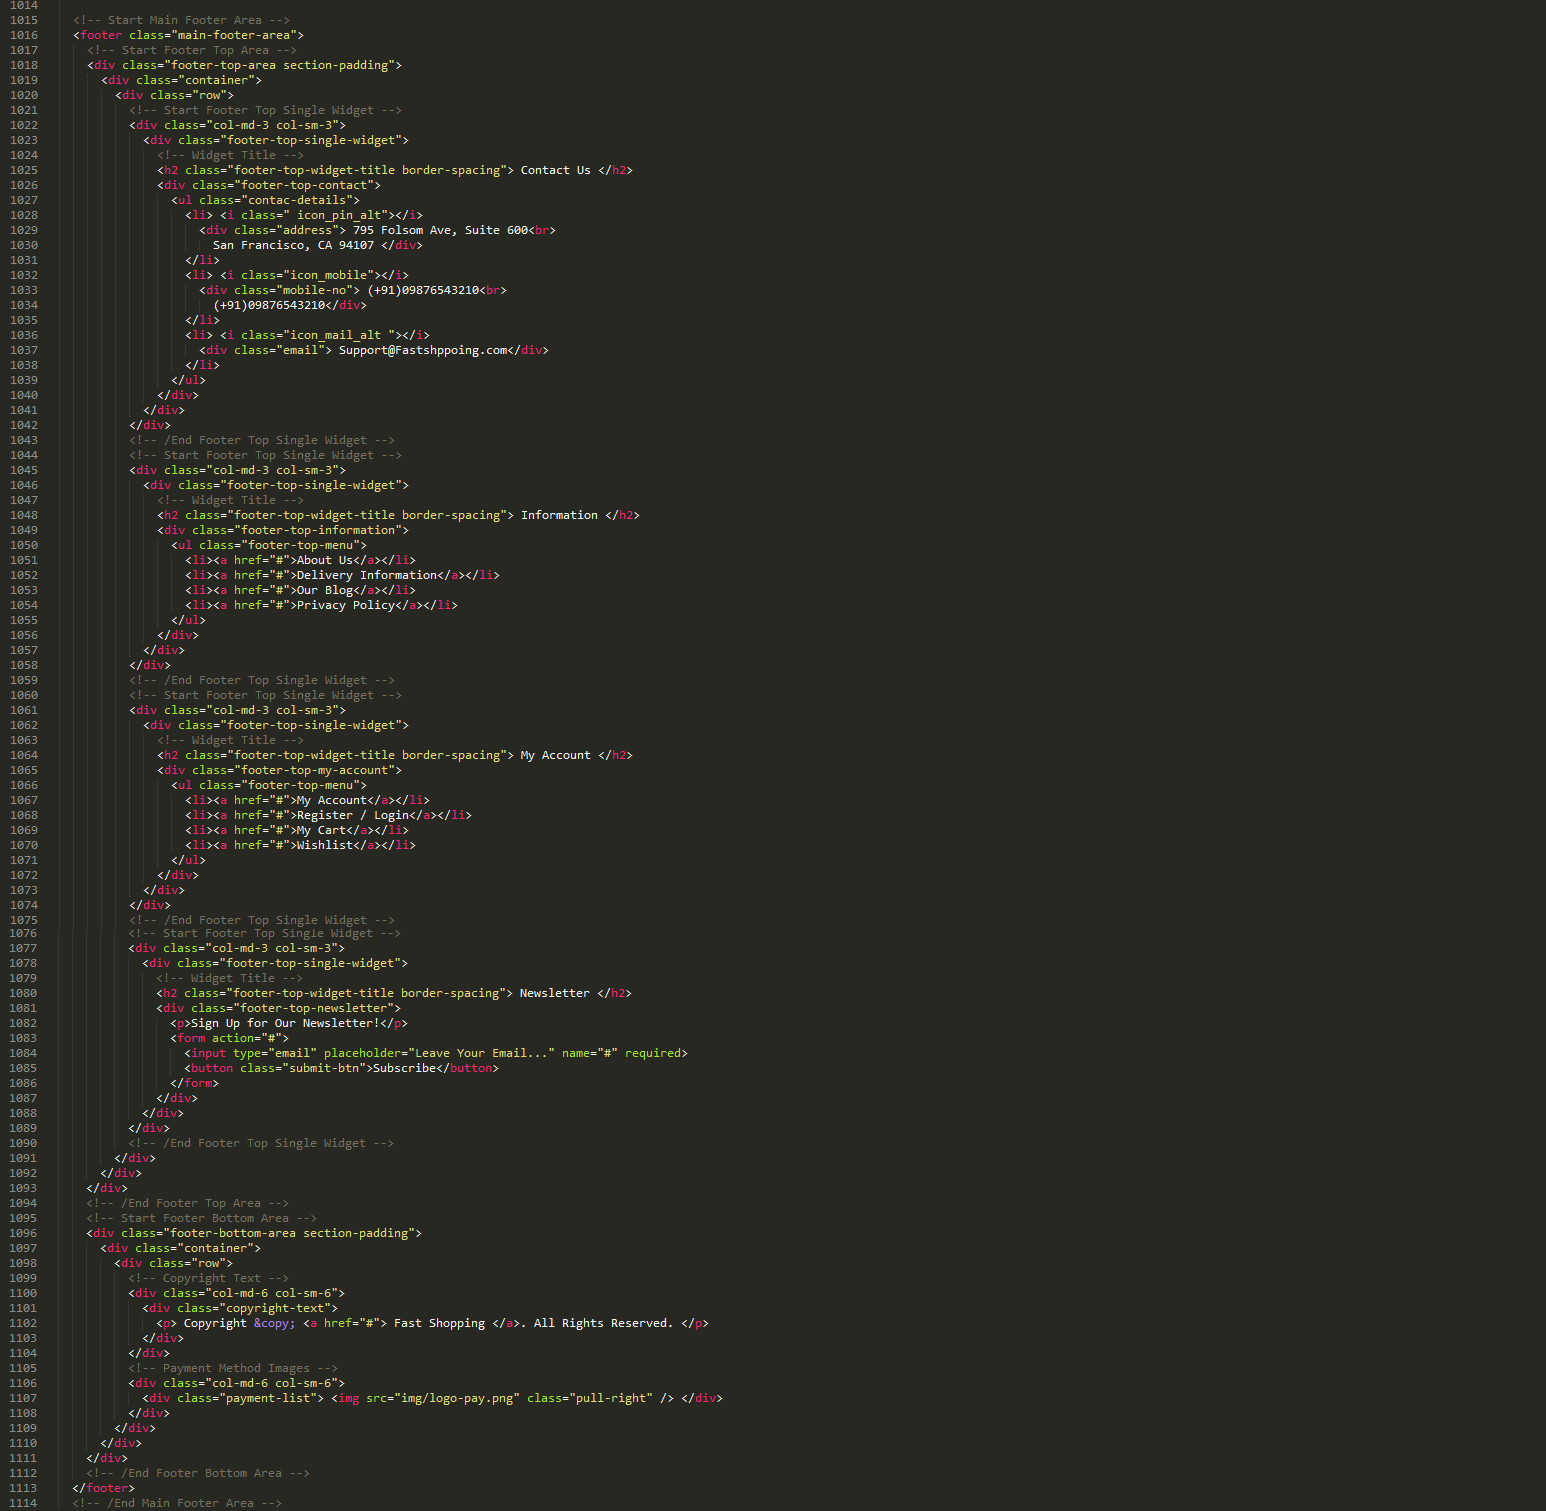 1014
1015 <!-- Start Main Footer Area -->
1016 <footer class="main-footer-area">
1017 <!-- Start Footer Top Area -->
1018 <div class="footer-top-area section-padding">
1019 <div class="container">
1020 <div class="row">
1021 <!-- Start Footer Top Single Widget -->
1022 <div class="col-md-3 col-sm-3">
1023 <div class="footer-top-single-widget">
1024 <!-- Widget Title -->
1025 <h2 class="footer-top-widget-title border-spacing"> Contact Us </h2>
1026 <div class="footer-top-contact">
1027 <ul class="contac-details">
1028 <li> <i class=" icon_pin_alt"></i>
1029 <div class="address"> 795 Folsom Ave, Suite 600<br>
1030 San Francisco, CA 94107 </div>
1031 </li>
1032 <li> <i class="icon_mobile"></i>
1033 <div class="mobile-no"> (+91)09876543210<br>
1034 (+91)09876543210</div>
1035 </li>
1036 <li> <i class="icon_mail_alt "></i>
1037 <div class="email"> Support@Fastshppoing.com</div>
1038 </li>
1039 </ul>
1040 </div>
1041 </div>
1042 </div>
1043 <!-- /End Footer Top Single Widget -->
1044 <!-- Start Footer Top Single Widget -->
1045 <div class="col-md-3 col-sm-3">
1046 <div class="footer-top-single-widget">
1047 <!-- Widget Title -->
1048 <h2 class="footer-top-widget-title border-spacing"> Information </h2>
1049 <div class="footer-top-information">
1050 <ul class="footer-top-menu">
1051 <li><a href="#">About Us</a></li>
1052 <li><a href="#">Delivery Information</a></li>
1053 <li><a href="#">Our Blog</a></li>
1054 <li><a href="#">Privacy Policy</a></li>
1055 </ul>
1056 </div>
1057 </div>
1058 </div>
1059 <!-- /End Footer Top Single Widget -->
1060 <!-- Start Footer Top Single Widget -->
1061 <div class="col-md-3 col-sm-3">
1062 <div class="footer-top-single-widget">
1063 <!-- Widget Title -->
1064 <h2 class="footer-top-widget-title border-spacing"> My Account </h2>
1065 <div class="footer-top-my-account">
1066 <ul class="footer-top-menu">
1067 <li><a href="#">My Account</a></li>
1068 <li><a href="#">Register / Login</a></li>
1069 <li><a href="#">My Cart</a></li>
1070 <li><a href="#">Wishlist</a></li>
1071 </ul>
1072 </div>
1073 </div>
1074 </div>
1075 <!-- /End Footer Top Single Widget -->
1076 <!-- Start Footer Top Single Widget -->
1077 <div class="col-md-3 col-sm-3">
1078 <div class="footer-top-single-widget">
1079 <!-- Widget Title -->
1080 <h2 class="footer-top-widget-title border-spacing"> Newsletter </h2>
1081 <div class="footer-top-newsletter">
1082 <p>Sign Up for Our Newsletter!</p>
1083 <form action="#">
1084 <input type="email" placeholder="Leave Your Email..." name="#" required>
1085 <button class="submit-btn">Subscribe</button>
1086 </form>
1087 </div>
1088 </div>
1089 </div>
1090 <!-- /End Footer Top Single Widget -->
1091 </div>
1092 </div>
1093 </div>
1094 <!-- /End Footer Top Area -->
1095 <!-- Start Footer Bottom Area -->
1096 <div class="footer-bottom-area section-padding">
1097 <div class="container">
1098 <div class="row">
1099 <!-- Copyright Text -->
1100 <div class="col-md-6 col-sm-6">
1101 <div class="copyright-text">
1102 <p> Copyright &copy; <a href="#"> Fast Shopping </a>. All Rights Reserved. </p>
1103 </div>
1104 </div>
1105 <!-- Payment Method Images -->
1106 <div class="col-md-6 col-sm-6">
1107 <div class="payment-list"> <img src="img/logo-pay.png" class="pull-right" /> </div>
1108 </div>
1109 </div>
1110 </div>
1111 </div>
1112 <!-- /End Footer Bottom Area -->
1113 </footer>
1114 <!-- /End Main Footer Area -->